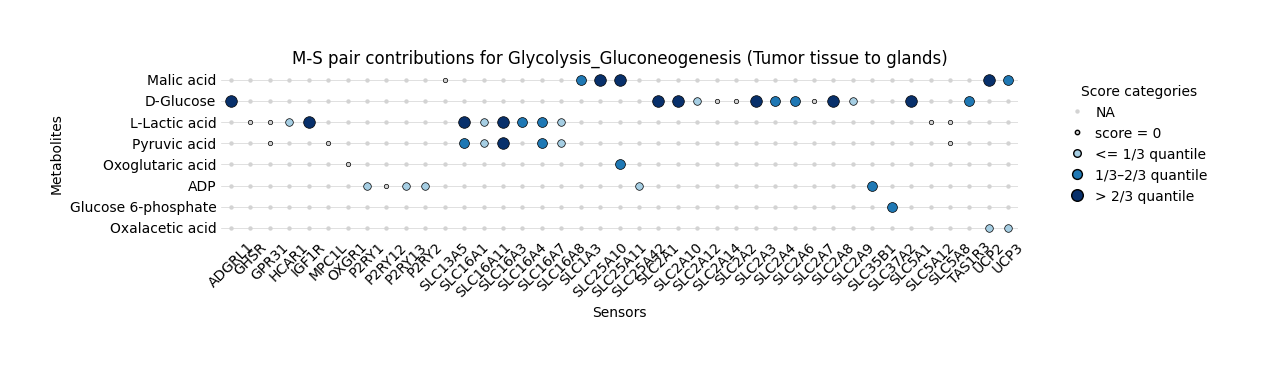 M-S pair contributions for Glycolysis_Gluconeogenesis (Tumor tissue to glands)
Metabolites
Malic acid
D-Glucose
L-Lactic acid
Pyruvic acid
Oxoglutaric acid
ADP
Glucose 6-phosphate
Oxalacetic acid
ADGRL1
GHSR
GPR31
HCAR1
IGF1R
MPC1L
OXGR1
P2RY1
P2RY12
P2RY13
P2RY2
SLC13A5
SLC16A1
SLC16A11
SLC16A3
SLC16A4
SLC16A7
SLC16A8
SLC1A3
SLC25A10
SLC25A11
SLC25A42
SLC2A1
SLC2A10
SLC2A12
SLC2A14
SLC2A2
SLC2A3
SLC2A4
SLC2A6
SLC2A7
SLC2A8
SLC2A9
SLC35B1
SLC37A2
SLC5A1
SLC5A12
SLC5A8
TAS1R3
UCP2
UCP3
Sensors
Score categories
NA
score = 0
<= 1/3 quantile
1/3–2/3 quantile
> 2/3 quantile